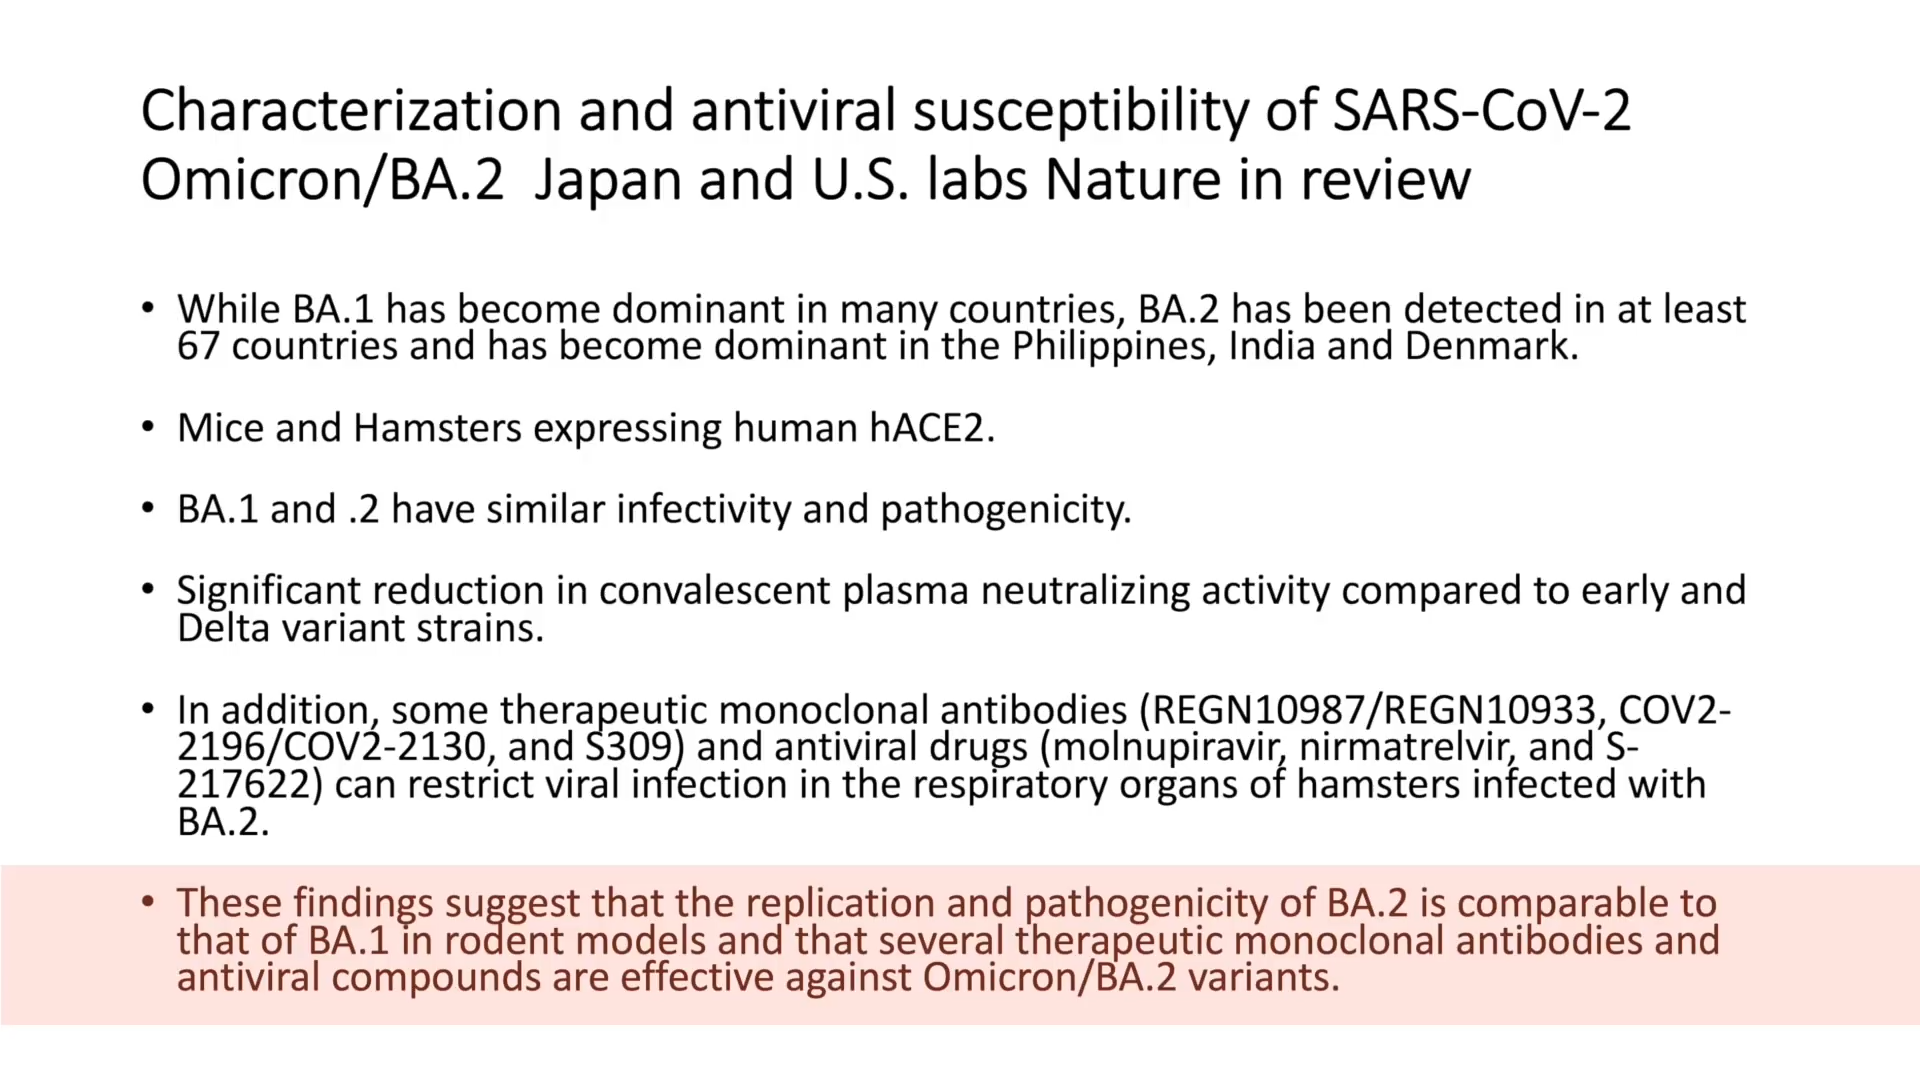 Characterization and antiviral susceptibility of SARS-CoV-2
Omicron/BA.2  Japan and U.S. labs Nature in review
• While BA.1 has become dominant in many countries, BA.2 has been detected in at least
67 countries and has become dominant in the Philippines, India and Denmark.
• Mice and Hamsters expressing human hACE2.
• BA.1 and .2 have similar infectivity and pathogenicity.
• Significant reduction in convalescent plasma neutralizing activity compared to early and
Delta variant strains.
• In addition, some therapeutic monoclonal antibodies (REGN10987/REGN10933, COV2-
2196/COV2-2130, and S309) and antiviral drugs (molnupiravir, nirmatrelvir, and S-
217622) can restrict viral infection in the respiratory organs of hamsters infected with
BA.2.
• These findings suggest that the replication and pathogenicity of BA.2 is comparable to
that of BA.1 in rodent models and that several therapeutic monoclonal antibodies and
antiviral compounds are effective against Omicron/BA.2 variants.